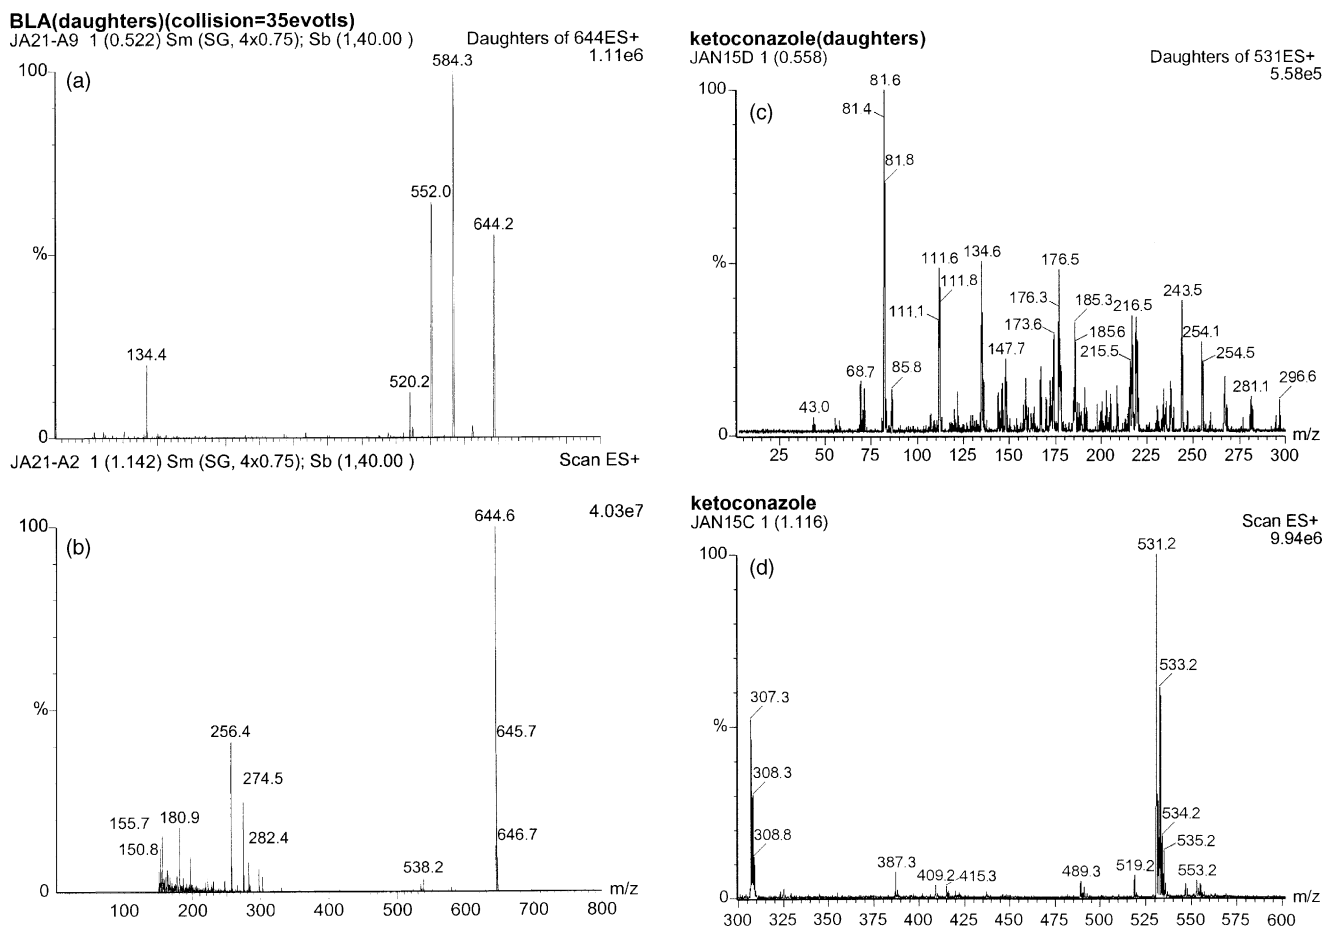 BLA(daughters)(collision=35evotls)
JA21-A9 1 (0.522) Sm (SG, 4x0.75); Sb (1,40.00 )
Daughters of 644ES+
1.11e6
(a)
584.3
552.0
644.2
134.4
520.2
100
%
0
JA21-A2 1 (1.142) Sm (SG, 4x0.75); Sb (1,40.00 )
Scan ES+
4.03e7
(b)
644.6
645.7
646.7
256.4
274.5
155.7
180.9
150.8
282.4
538.2
100
%
0
100 200 300 400 500 600 700 800
m/z
ketoconazole(daughters)
JAN15D 1 (0.558)
Daughters of 531ES+
5.58e5
(c)
81.6
81.4
81.8
111.6
134.6
176.5
111.8
176.3
185.3
216.5
243.5
111.1
173.6
185.6
254.1
147.7
215.5
254.5
68.7
85.8
281.1
296.6
43.0
100
%
0
25 50 75 100 125 150 175 200 225 250 275 300
m/z
ketoconazole
JAN15C 1 (1.116)
Scan ES+
9.94e6
(d)
531.2
533.2
307.3
308.3
308.8
534.2
535.2
387.3
409.2
415.3
489.3
519.2
553.2
100
%
0
300 325 350 375 400 425 450 475 500 525 550 575 600
m/z